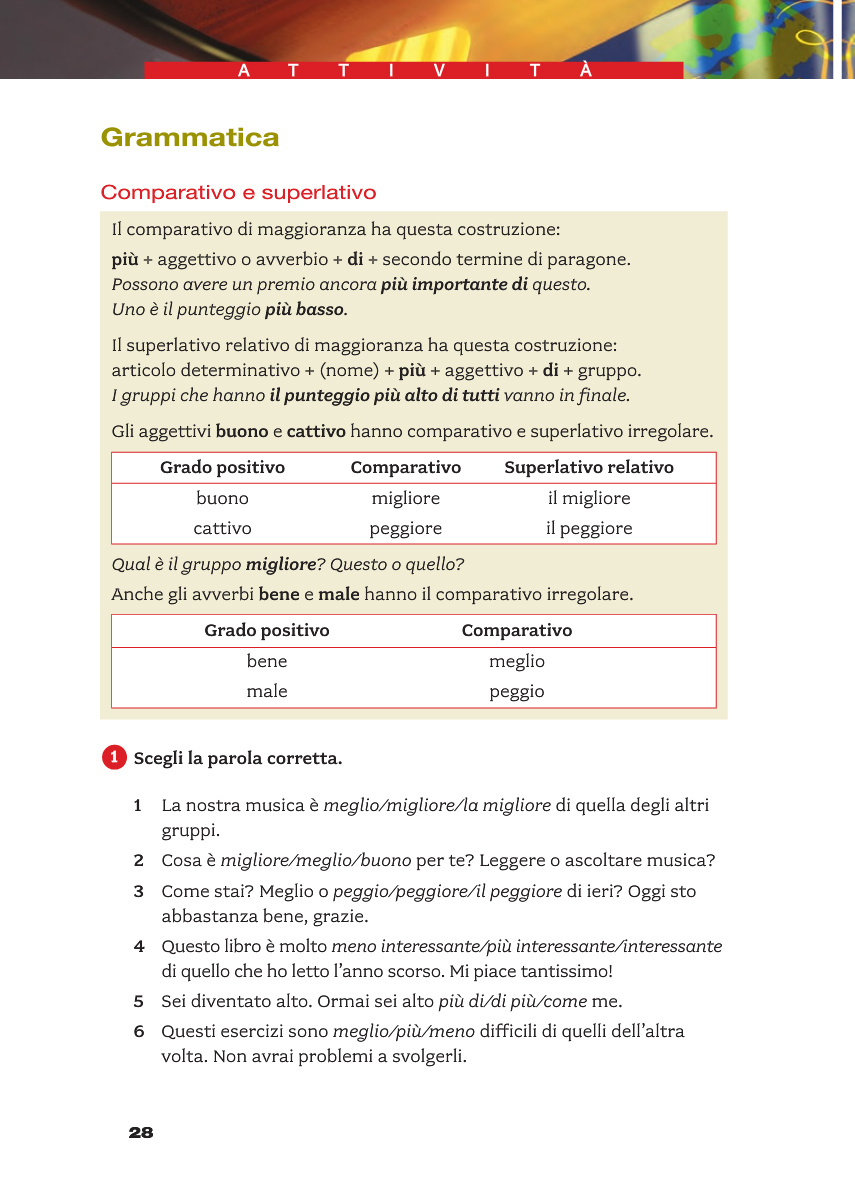 ATTIVITÀ
Grammatica
Comparativo e superlativo
Il comparativo di maggioranza ha questa costruzione:
più + aggettivo o avverbio + di + secondo termine di paragone.
Possono avere un premio ancora più importante di questo.
Uno è il punteggio più basso.
Il superlativo relativo di maggioranza ha questa costruzione:
articolo determinativo + (nome) + più + aggettivo + di + gruppo.
I gruppi che hanno il punteggio più alto di tutti vanno in finale.
Gli aggettivi buono e cattivo hanno comparativo e superlativo irregolare.
Grado positivo Comparativo Superlativo relativo
buono migliore il migliore
cattivo peggiore il peggiore
Qual è il gruppo migliore? Questo o quello?
Anche gli avverbi bene e male hanno il comparativo irregolare.
Grado positivo Comparativo
bene meglio
male peggio
1 Scegli la parola corretta.
1 La nostra musica è meglio/migliore/la migliore di quella degli altri
gruppi.
2 Cosa è migliore/meglio/buono per te? Leggere o ascoltare musica?
3 Come stai? Meglio o peggio/peggiore/il peggiore di ieri? Oggi sto
abbastanza bene, grazie.
4 Questo libro è molto meno interessante/più interessante/interessante
di quello che ho letto l'anno scorso. Mi piace tantissimo!
5 Sei diventato alto. Ormai sei alto più di/di più/come me.
6 Questi esercizi sono meglio/più/meno difficili di quelli dell'altra
volta. Non avrai problemi a svolgerli.
28